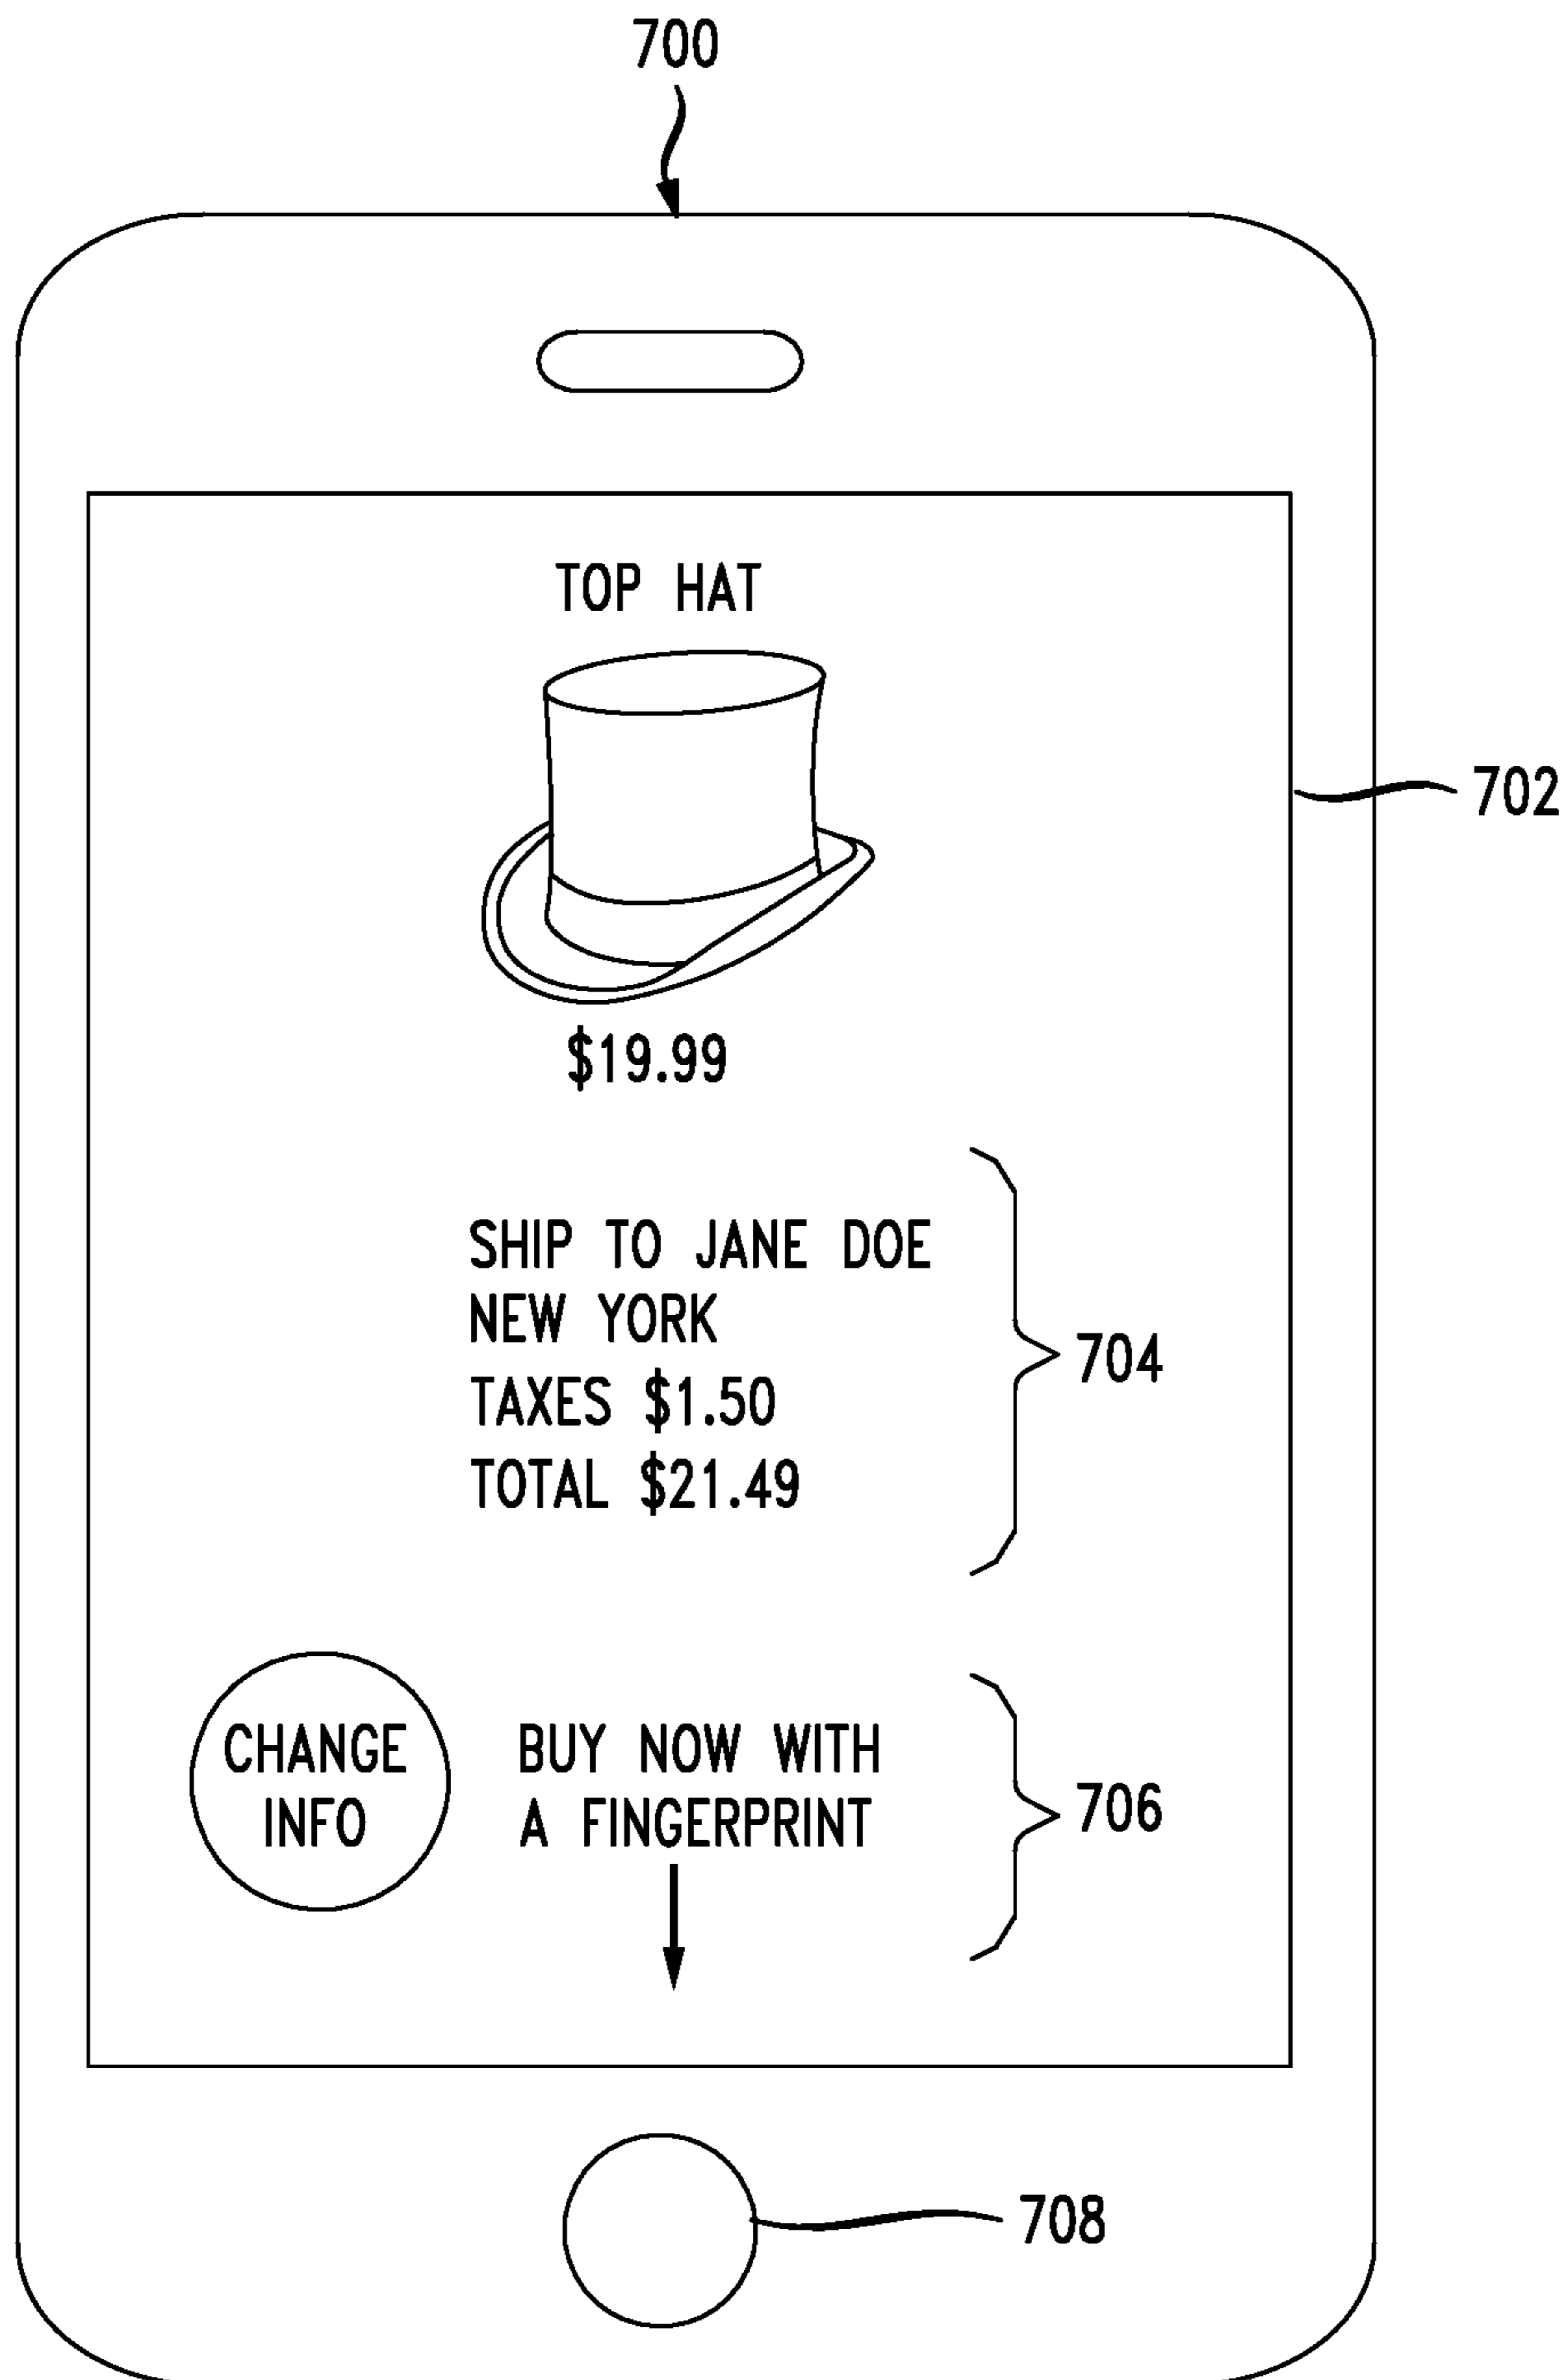 700
TOP HAT
702
$19.99
SHIP TO JANE DOE
NEW YORK
704
TAXES $1.50
TOTAL $21.49
CHANGE
INFO
BUY NOW WITH
A FINGERPRINT
706
708